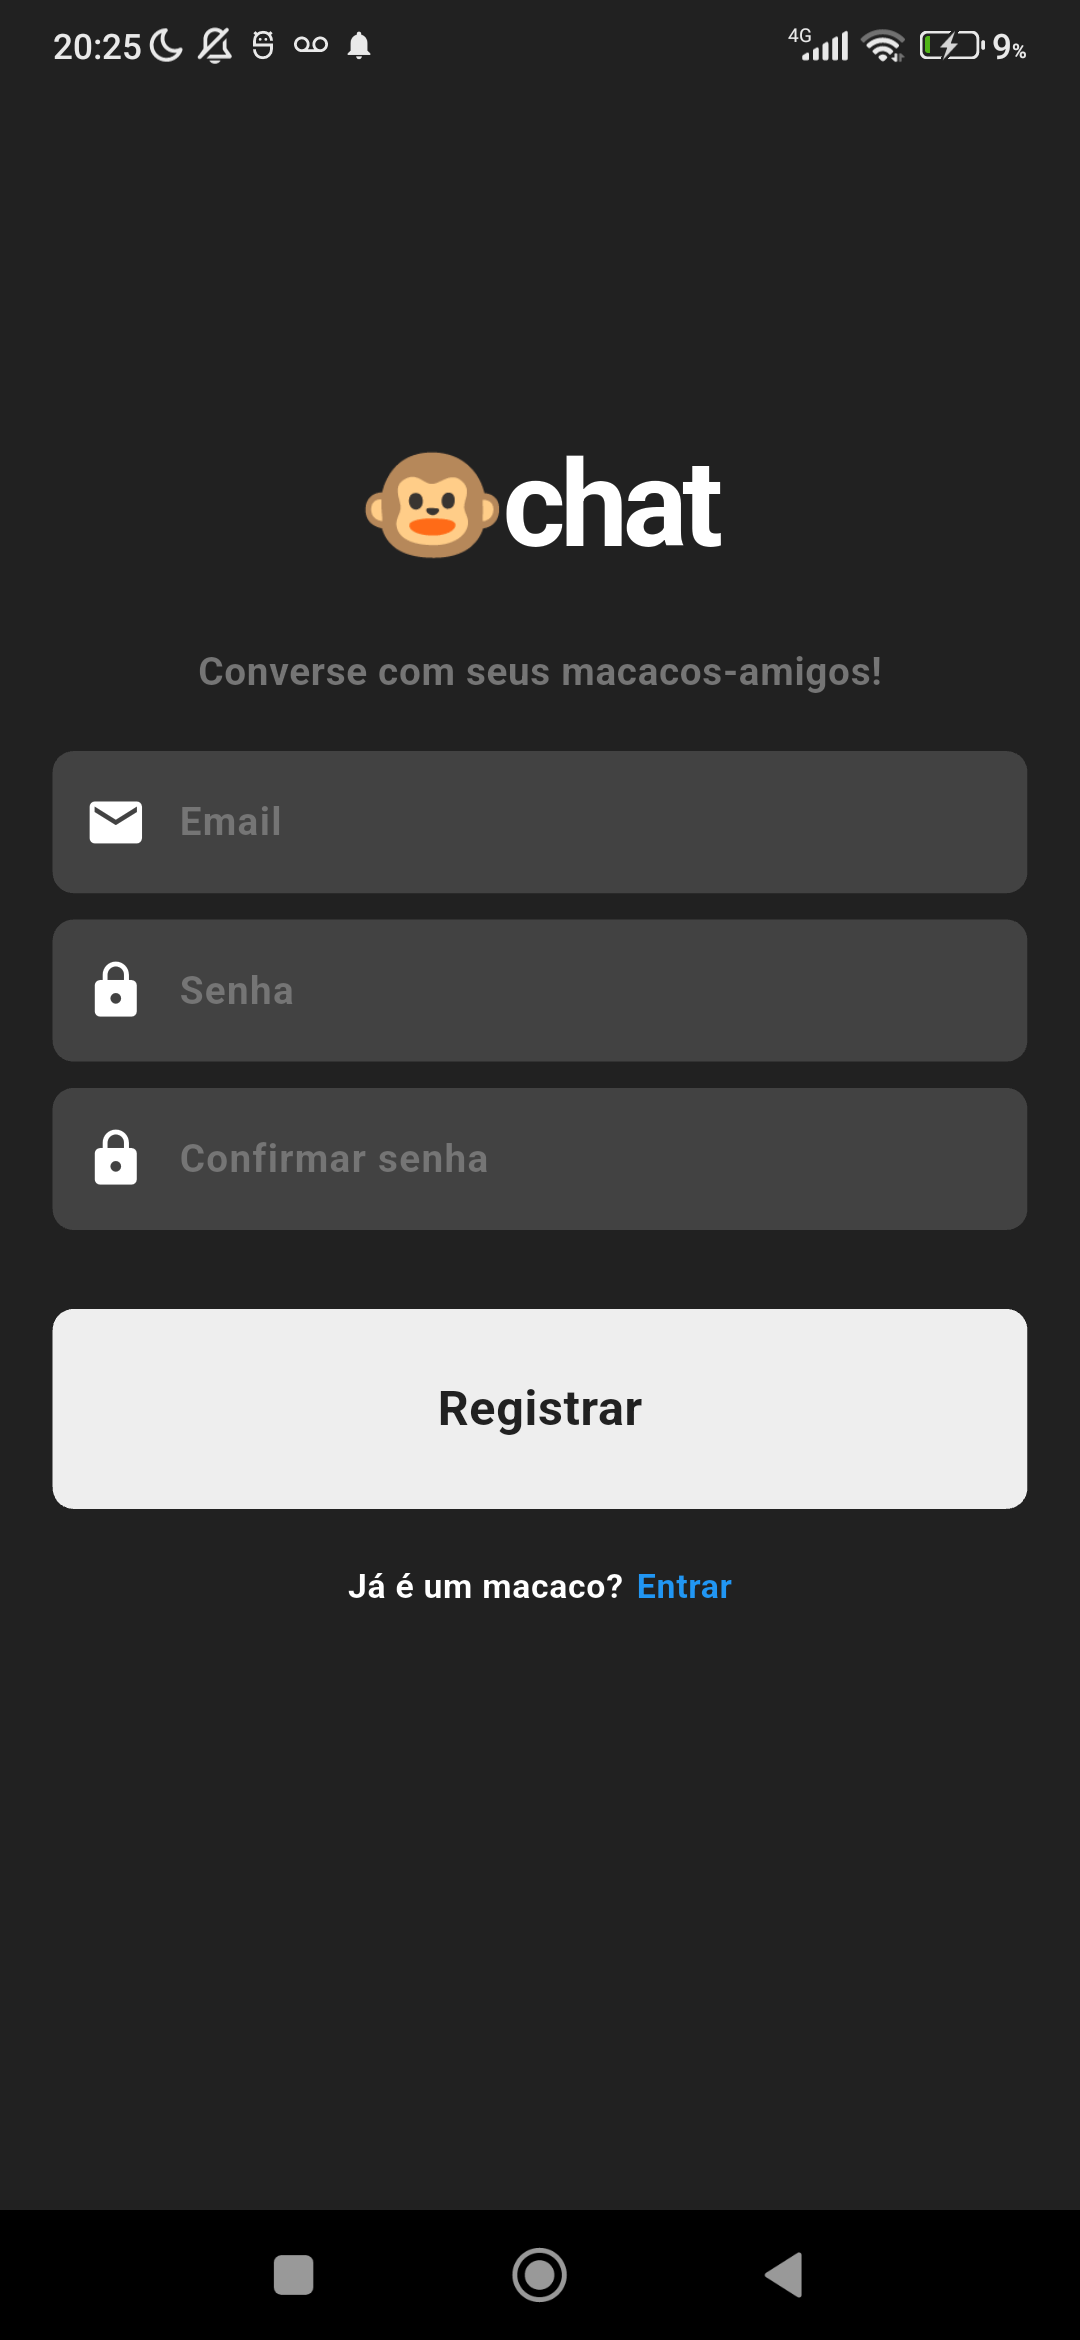 20:25 4G 9%
🐵chat
Converse com seus macacos-amigos!
Email
Senha
Confirmar senha
Registrar
Já é um macaco? Entrar